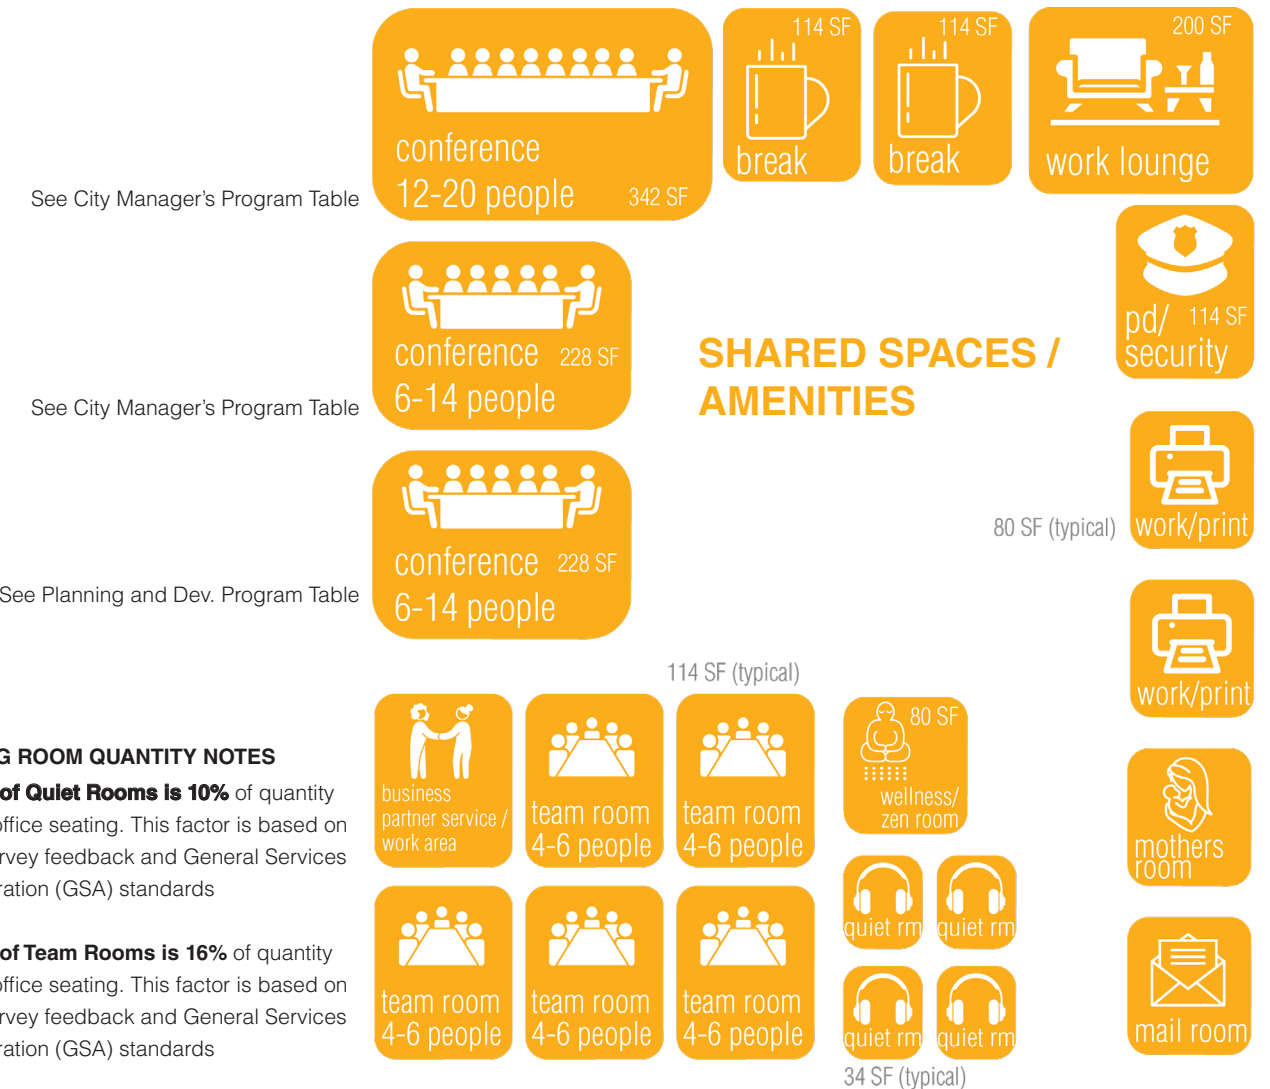 114 SF
114 SF
200 SF
conference
12-20 people
342 SF
break
break
work lounge
See City Manager's Program Table
pd/
114 SF
security
conference
228 SF
6-14 people
See City Manager's Program Table
SHARED SPACES /
AMENITIES
80 SF (typical)
work/print
conference
228 SF
6-14 people
See Planning and Dev. Program Table
work/print
114 SF (typical)
G ROOM QUANTITY NOTES
of Quiet Rooms is 10% of quantity
office seating. This factor is based on
rvey feedback and General Services
ration (GSA) standards
of Team Rooms is 16% of quantity
office seating. This factor is based on
rvey feedback and General Services
ration (GSA) standards
business
partner service /
work area
team room
4-6 people
team room
4-6 people
80 SF
wellness/
zen room
mothers
room
team room
4-6 people
team room
4-6 people
team room
4-6 people
quiet rm
quiet rm
quiet rm
quiet rm
34 SF (typical)
mail room